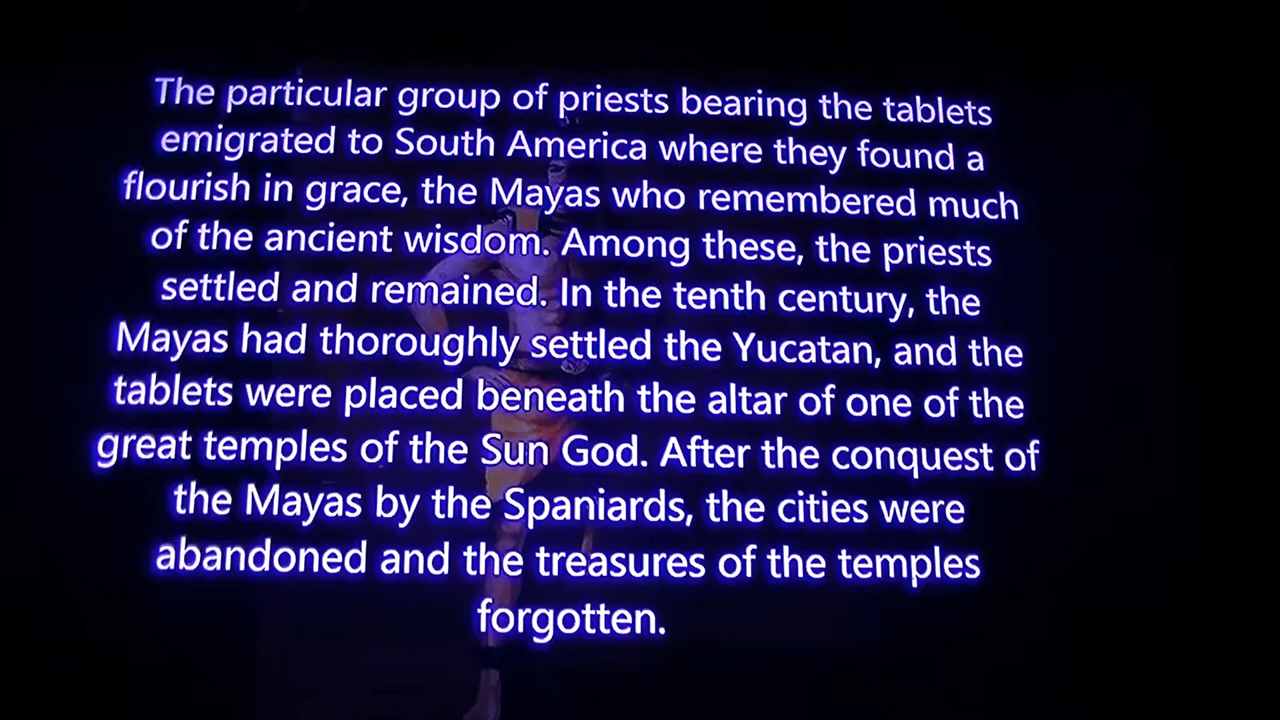 The particular group of priests bearing the tablets
emigrated to South America where they found a
flourish in grace, the Mayas who remembered much
of the ancient wisdom. Among these, the priests
settled and remained. In the tenth century, the
Mayas had thoroughly settled the Yucatan, and the
tablets were placed beneath the altar of one of the
great temples of the Sun God. After the conquest of
the Mayas by the Spaniards, the cities were
abandoned and the treasures of the temples
forgotten.